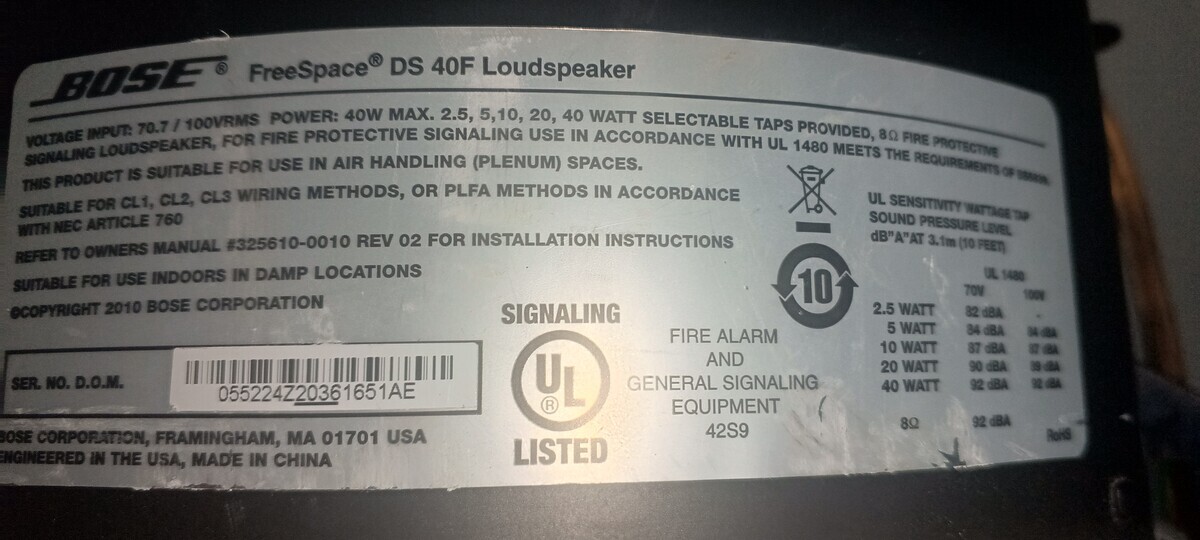 BOSE® FreeSpace® DS 40F Loudspeaker
VOLTAGE INPUT: 70.7 / 100VRMS POWER: 40W MAX. 2.5, 5,10, 20, 40 WATT SELECTABLE TAPS PROVIDED, 8Ω FIRE PROTECTIVE
SIGNALING LOUDSPEAKER, FOR FIRE PROTECTIVE SIGNALING USE IN ACCORDANCE WITH UL 1480 MEETS THE REQUIREMENTS OF
THIS PRODUCT IS SUITABLE FOR USE IN AIR HANDLING (PLENUM) SPACES.
SUITABLE FOR CL1, CL2, CL3 WIRING METHODS, OR PLFA METHODS IN ACCORDANCE
WITH NEC ARTICLE 760
REFER TO OWNERS MANUAL #325610-0010 REV 02 FOR INSTALLATION INSTRUCTIONS
SUITABLE FOR USE INDOORS IN DAMP LOCATIONS
©COPYRIGHT 2010 BOSE CORPORATION
SER. NO. D.O.M.
055224Z20361651AE
BOSE CORPORATION, FRAMINGHAM, MA 01701 USA
ENGINEERED IN THE USA, MADE IN CHINA
SIGNALING
UL®
LISTED
FIRE ALARM
AND
GENERAL SIGNALING
EQUIPMENT
42S9
10
UL SENSITIVITY WATTAGE TAP
SOUND PRESSURE LEVEL
dB"A"AT 3.1m (10 FEET)
UL 1480
70V 100V
2.5 WATT 82 dBA -
5 WATT 84 dBA 84 dBA
10 WATT 87 dBA 87 dBA
20 WATT 90 dBA 89 dBA
40 WATT 92 dBA 92 dBA
8Ω 92 dBA
RoHS